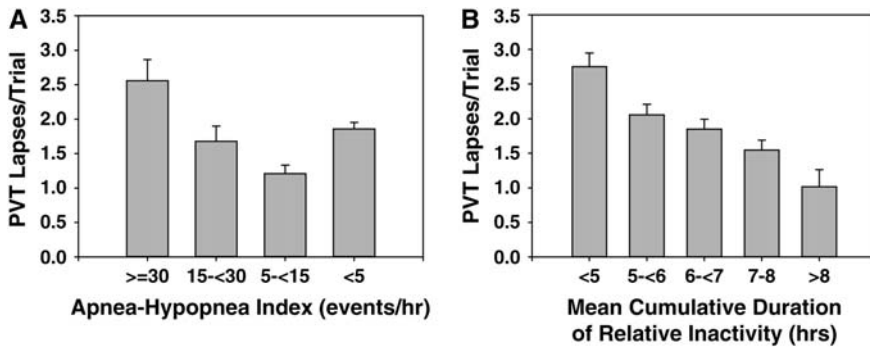 A
PVT Lapses/Trial
3.5
3.0
2.5
2.0
1.5
1.0
0.5
0.0
>=30 15-<30 5-<15 <5
Apnea-Hypopnea Index (events/hr)
B
PVT Lapses/Trial
3.5
3.0
2.5
2.0
1.5
1.0
0.5
0.0
<5 5-<6 6-<7 7-8 >8
Mean Cumulative Duration
of Relative Inactivity (hrs)